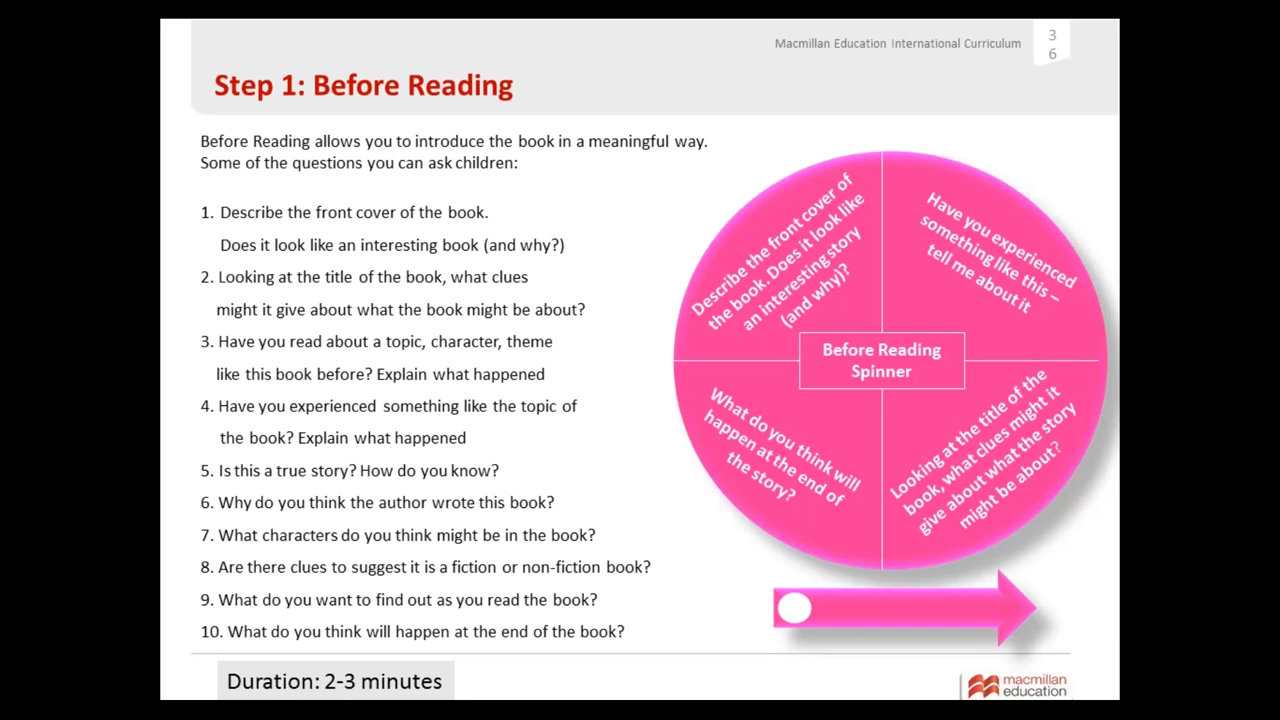 Macmillan Education International Curriculum
3
6
Step 1: Before Reading
Before Reading allows you to introduce the book in a meaningful way.
Some of the questions you can ask children:
1. Describe the front cover of the book.
Does it look like an interesting book (and why?)
2. Looking at the title of the book, what clues
might it give about what the book might be about?
3. Have you read about a topic, character, theme
like this book before? Explain what happened
4. Have you experienced something like the topic of
the book? Explain what happened
5. Is this a true story? How do you know?
6. Why do you think the author wrote this book?
7. What characters do you think might be in the book?
8. Are there clues to suggest it is a fiction or non-fiction book?
9. What do you want to find out as you read the book?
10. What do you think will happen at the end of the book?
Describe the front cover of
the book. Does it look like
an interesting story
(and why)?
Have you experienced
something like this –
tell me about it
Before Reading
Spinner
What do you think will
happen at the end of
the story?
Looking at the title of the
book, what clues might it
give about what the story
might be about?
Duration: 2-3 minutes
macmillan
education